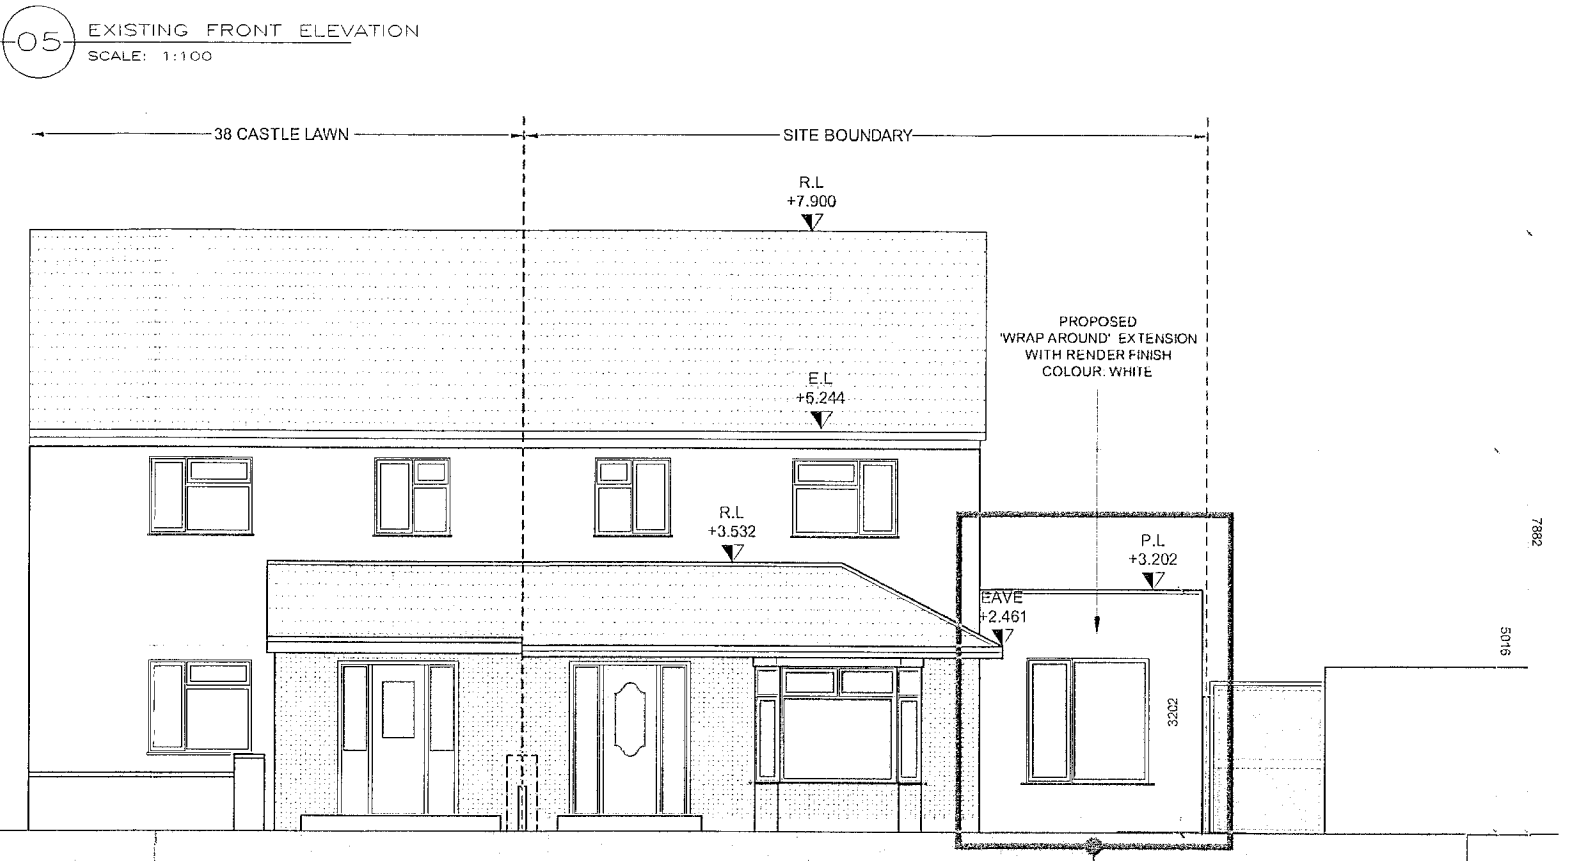 05
EXISTING FRONT ELEVATION
SCALE: 1:100
38 CASTLE LAWN
SITE BOUNDARY
R.L
+7.900
PROPOSED
'WRAP AROUND' EXTENSION
WITH RENDER FINISH
COLOUR. WHITE
E.L
+5.244
R.L
+3.532
P.L
+3.202
EAVE
+2.461
7882
5016
3202